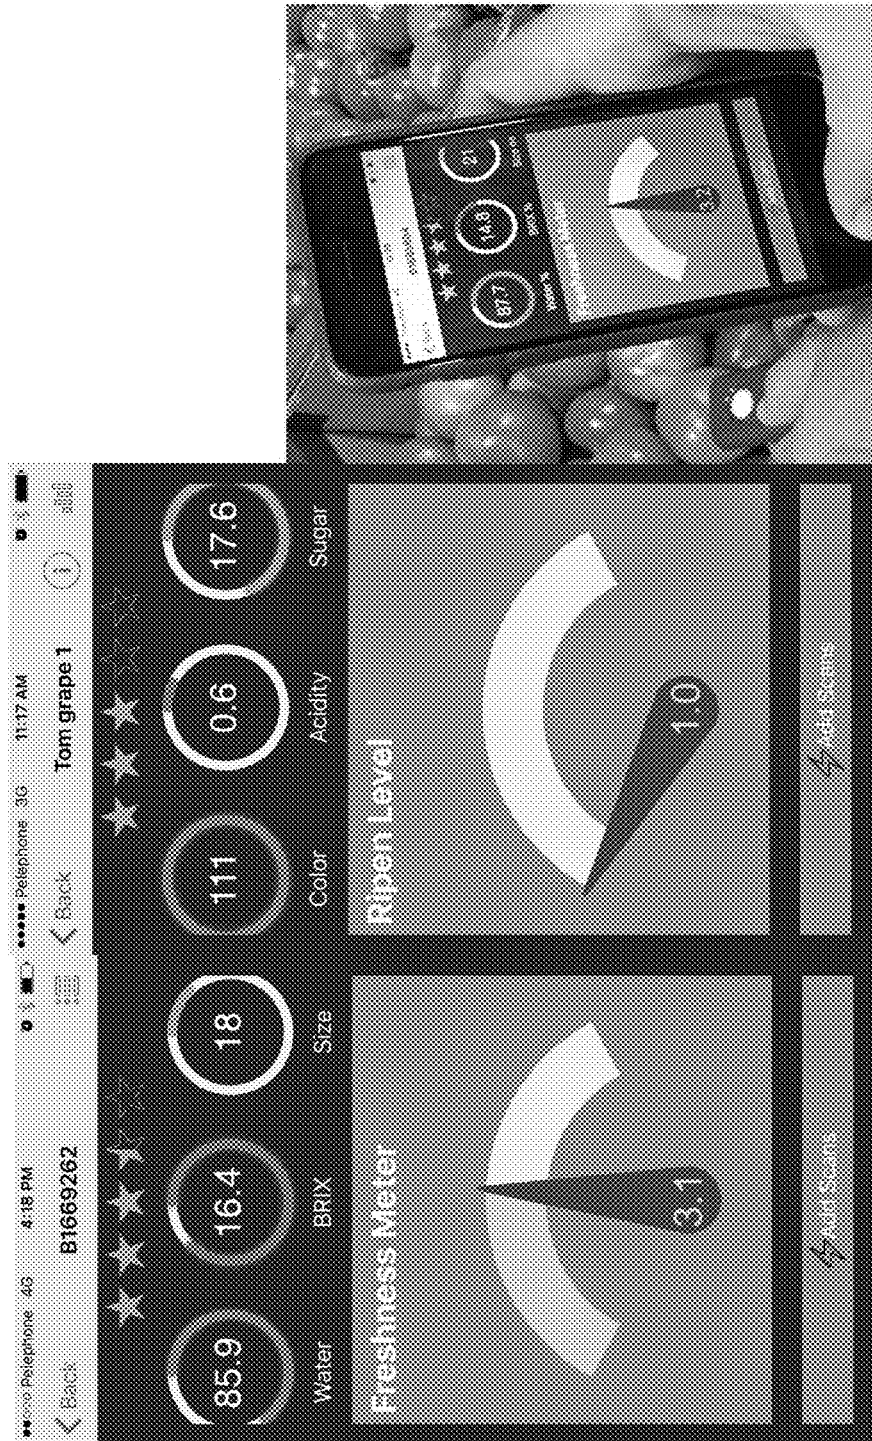 ●●○○○ Pelephone 4G 4:18 PM
Back B1669262
85.9 16.4 18
Water BRIX Size
Freshness Meter
3.1
Add Scans
●●●●● Pelephone 3G 11:17 AM
Back Tom grape 1 i
111 0.6 17.6
Color Acidity Sugar
Ripen Level
1.0
Add Scans
87.7 14.8 21